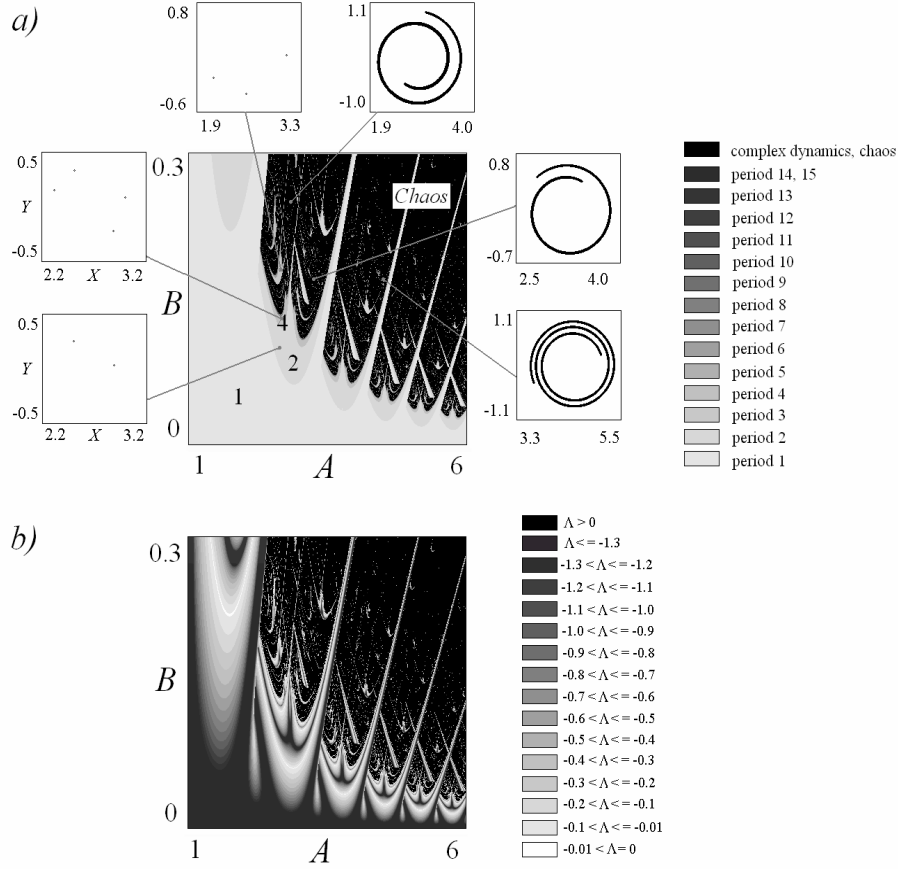 a)
0.8
-0.6
1.9 3.3
1.1
-1.0
1.9 4.0
0.5
Y
-0.5
2.2 X 3.2
0.5
Y
-0.5
2.2 X 3.2
0.3
B
0
1 A 6
Chaos
4
2
1
0.8
-0.7
2.5 4.0
1.1
-1.1
3.3 5.5
complex dynamics, chaos
period 14, 15
period 13
period 12
period 11
period 10
period 9
period 8
period 7
period 6
period 5
period 4
period 3
period 2
period 1
b)
0.3
B
0
1 A 6
Λ > 0
Λ < = -1.3
-1.3 < Λ < = -1.2
-1.2 < Λ < = -1.1
-1.1 < Λ < = -1.0
-1.0 < Λ < = -0.9
-0.9 < Λ < = -0.8
-0.8 < Λ < = -0.7
-0.7 < Λ < = -0.6
-0.6 < Λ < = -0.5
-0.5 < Λ < = -0.4
-0.4 < Λ < = -0.3
-0.3 < Λ < = -0.2
-0.2 < Λ < = -0.1
-0.1 < Λ < = -0.01
-0.01 < Λ = 0